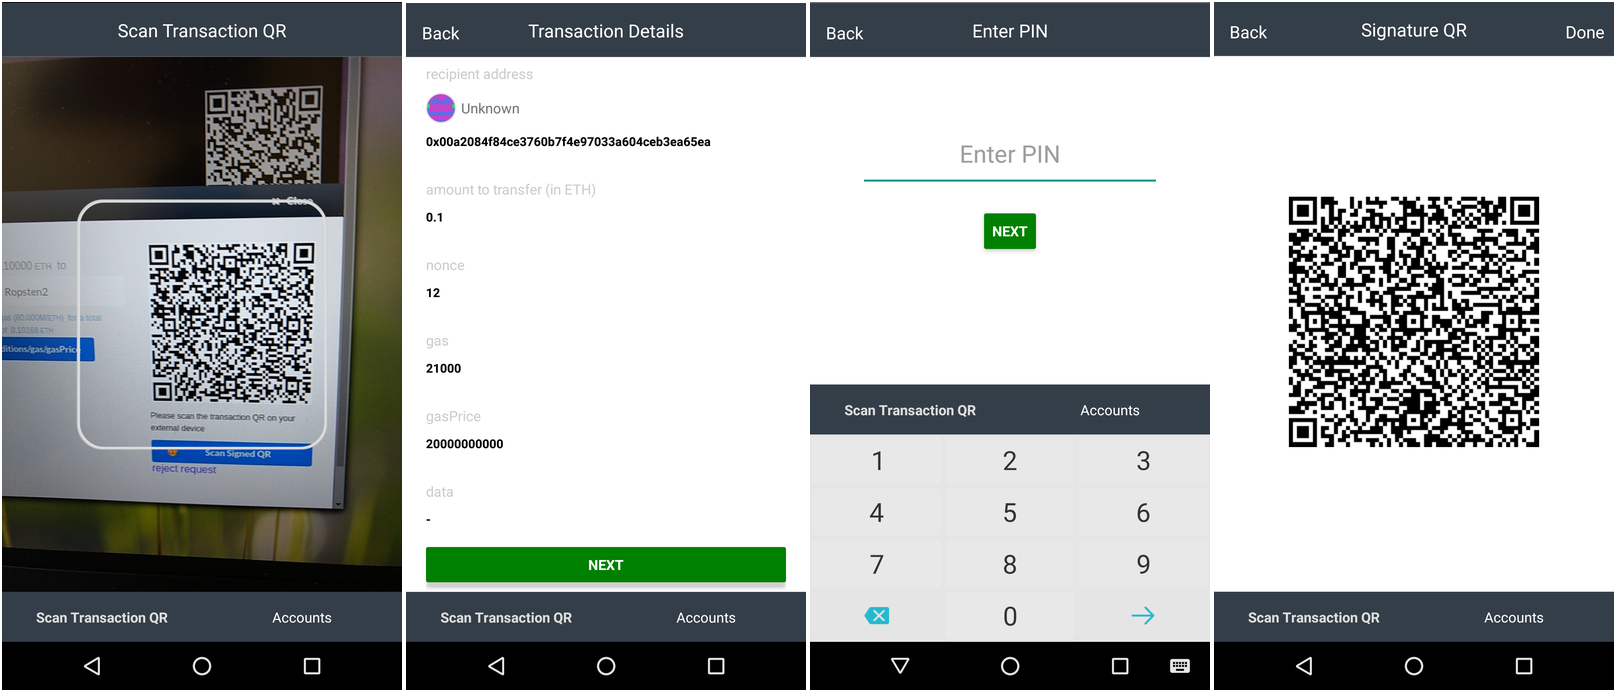 Scan Transaction QR
✖ Close
10000 ETH to
Ropsten2
gas (80,000M/ETH) for a total
of 0.10168 ETH
ditions/gas/gasPrice
Please scan the transaction QR on your
external device
Scan Signed QR
reject request
Scan Transaction QR
Accounts
Back
Transaction Details
recipient address
Unknown
0x00a2084f84ce3760b7f4e97033a604ceb3ea65ea
amount to transfer (in ETH)
0.1
nonce
12
gas
21000
gasPrice
20000000000
data
-
NEXT
Scan Transaction QR
Accounts
Back
Enter PIN
Enter PIN
NEXT
Scan Transaction QR
Accounts
1 2 3
4 5 6
7 8 9
0
Back
Signature QR
Done
Scan Transaction QR
Accounts